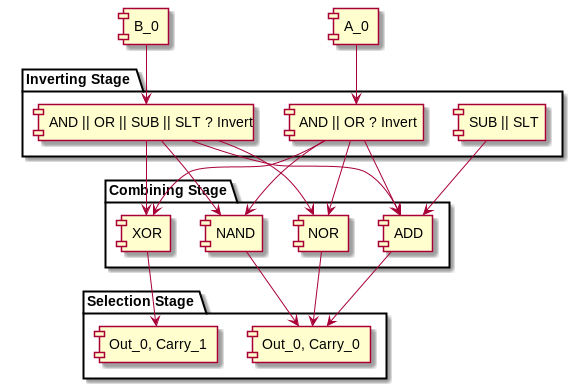 B_0
A_0
Inverting Stage
AND || OR || SUB || SLT ? Invert
AND || OR ? Invert
SUB || SLT
Combining Stage
XOR
NAND
NOR
ADD
Selection Stage
Out_0, Carry_1
Out_0, Carry_0